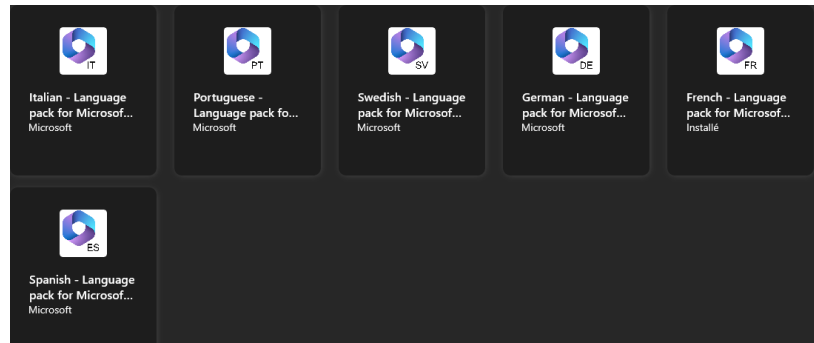 IT
Italian - Language
pack for Microsof...
Microsoft
PT
Portuguese -
Language pack fo...
Microsoft
SV
Swedish - Language
pack for Microsof...
Microsoft
DE
German - Language
pack for Microsof...
Microsoft
FR
French - Language
pack for Microsof...
Installé
ES
Spanish - Language
pack for Microsof...
Microsoft